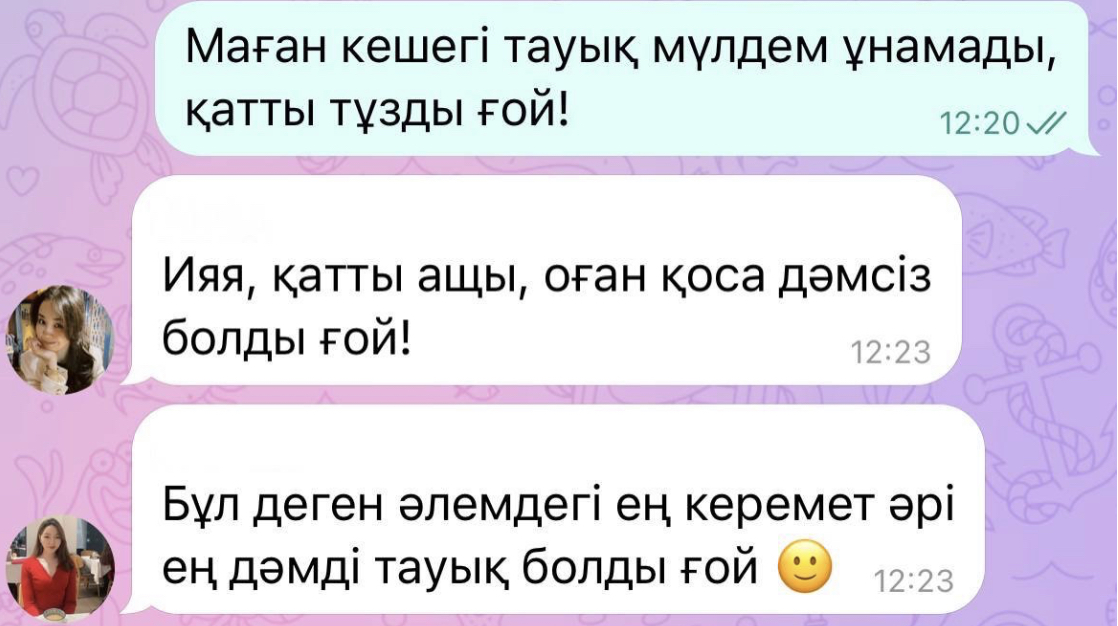 Маған кешегі тауық мүлдем ұнамады,
қатты тұзды ғой!
12:20
Ияя, қатты ащы, оған қоса дәмсіз
болды ғой!
12:23
Бұл деген әлемдегі ең керемет әрі
ең дәмді тауық болды ғой 🙂
12:23